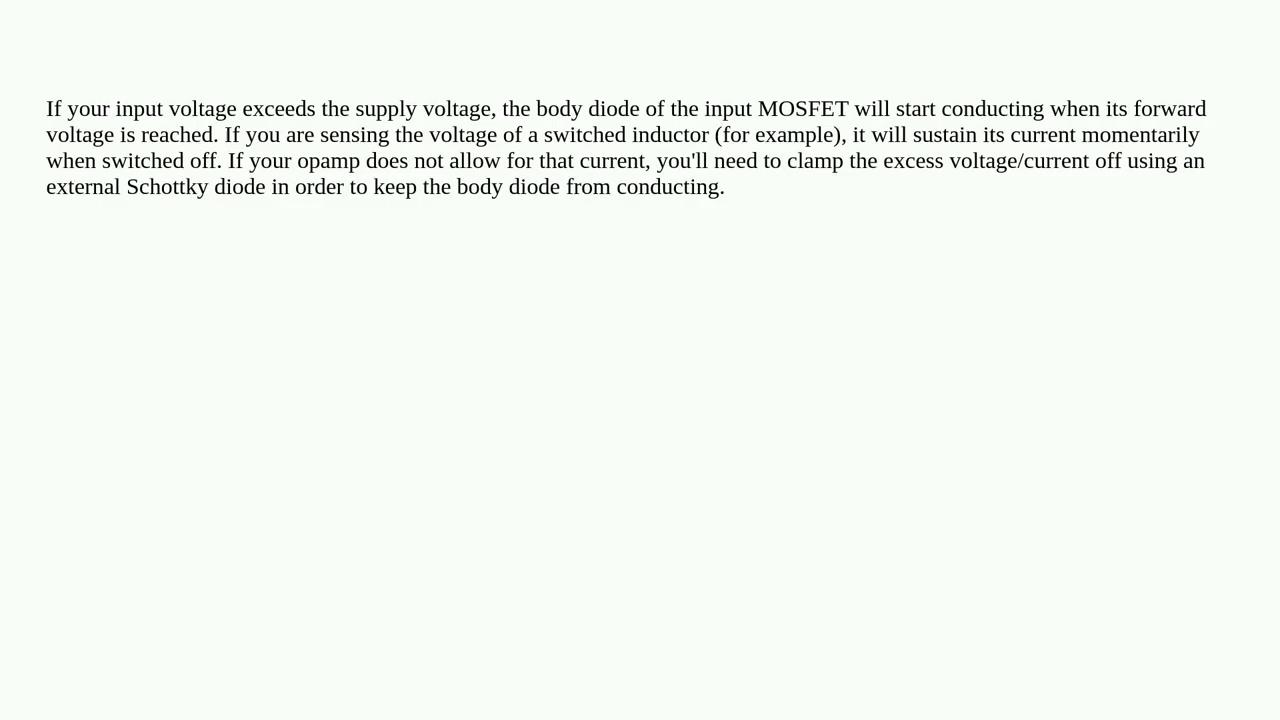 If your input voltage exceeds the supply voltage, the body diode of the input MOSFET will start conducting when its forward
voltage is reached. If you are sensing the voltage of a switched inductor (for example), it will sustain its current momentarily
when switched off. If your opamp does not allow for that current, you'll need to clamp the excess voltage/current off using an
external Schottky diode in order to keep the body diode from conducting.